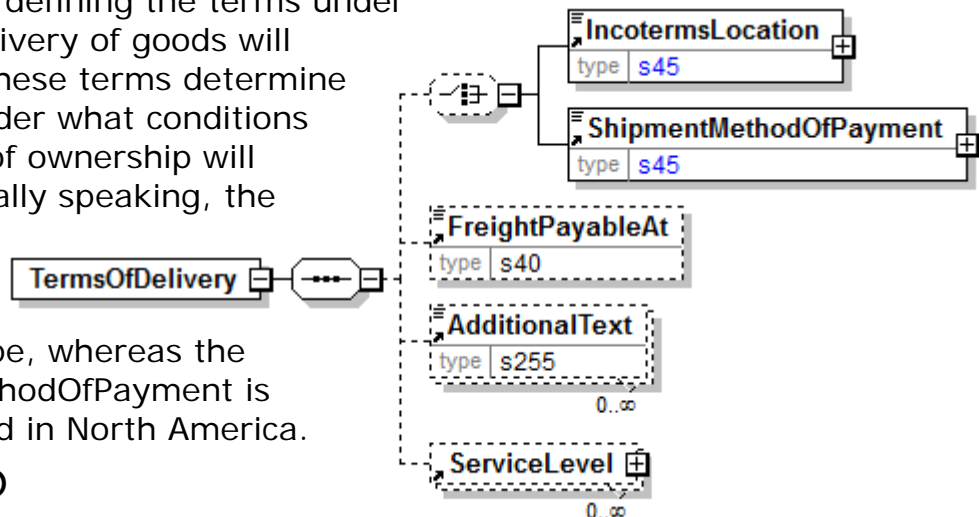 defining the terms under
livery of goods will
these terms determine
der what conditions
of ownership will
ally speaking, the
be, whereas the
hodOfPayment is
d in North America.
TermsOfDelivery
IncotermsLocation
type s45
ShipmentMethodOfPayment
type s45
FreightPayableAt
type s40
AdditionalText
type s255
0..∞
ServiceLevel
0..∞